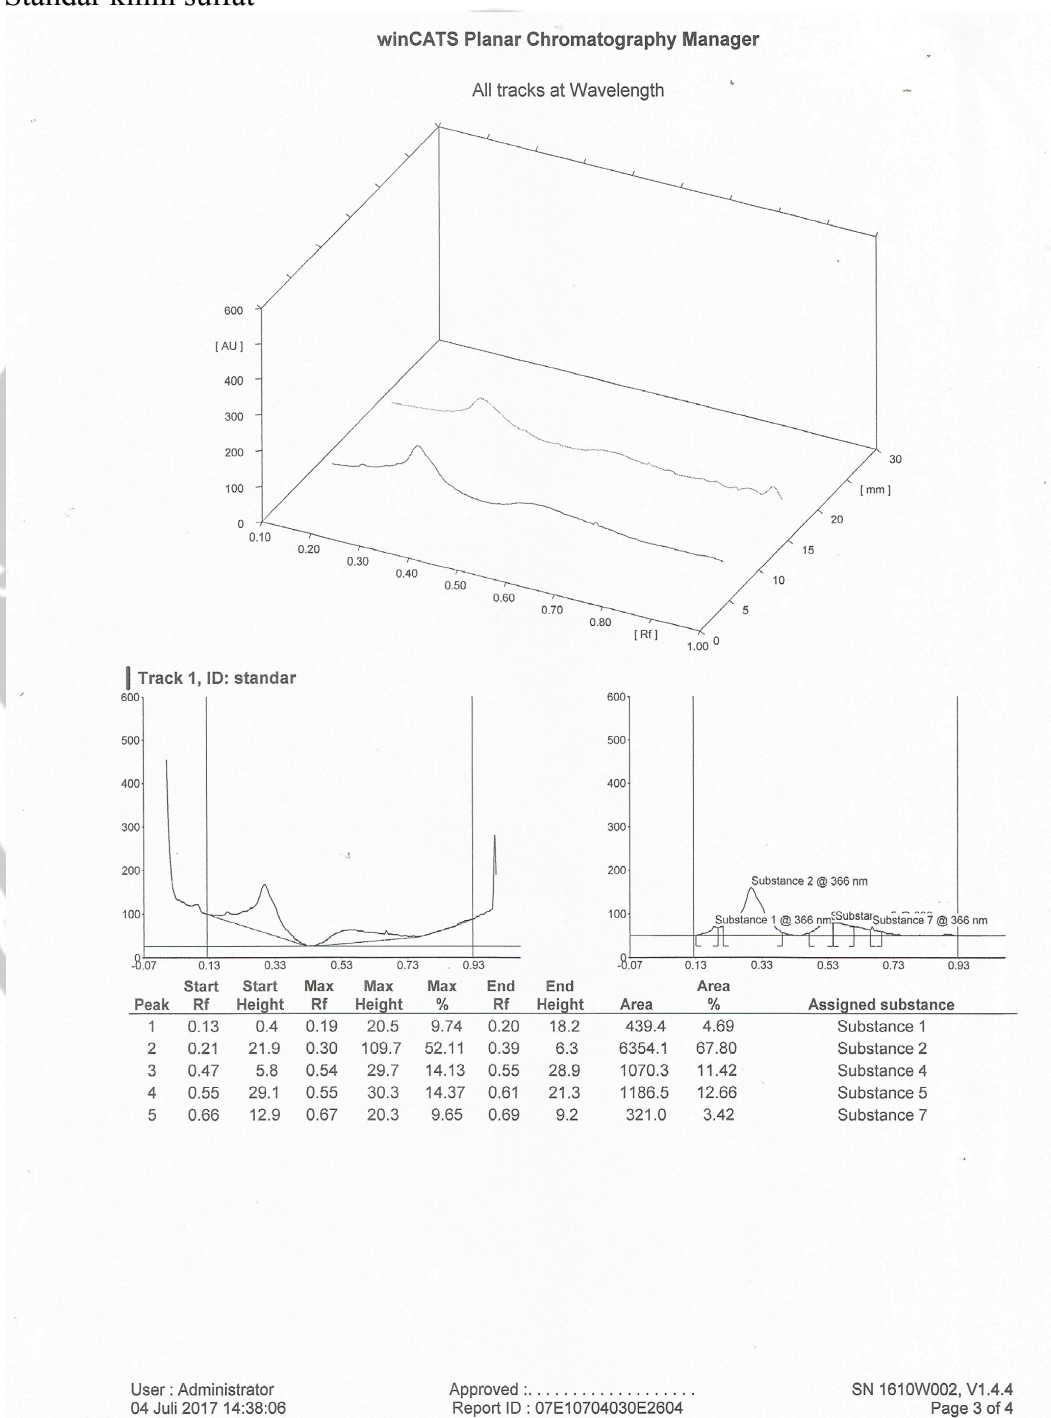 Standar kinin sulfat
winCATS Planar Chromatography Manager
All tracks at Wavelength
600
[ AU ]
400
300
200
100
0
0.10
0.20
0.30
0.40
0.50
0.60
0.70
0.80
[ Rf ]
1.00
0
5
10
15
20
[ mm ]
30
Track 1, ID: standar
600
500
400
300
200
100
0
-0.07 0.13 0.33 0.53 0.73 0.93
600
500
400
300
200
100
0
Substance 2 @ 366 nm
Substance 1 @ 366 nm Substance 7 @ 366 nm
-0.07 0.13 0.33 0.53 0.73 0.93
Peak Start Rf Start Height Max Rf Max Height Max % End Rf End Height Area Area % Assigned substance
1 0.13 0.4 0.19 20.5 9.74 0.20 18.2 439.4 4.69 Substance 1
2 0.21 21.9 0.30 109.7 52.11 0.39 6.3 6354.1 67.80 Substance 2
3 0.47 5.8 0.54 29.7 14.13 0.55 28.9 1070.3 11.42 Substance 4
4 0.55 29.1 0.55 30.3 14.37 0.61 21.3 1186.5 12.66 Substance 5
5 0.66 12.9 0.67 20.3 9.65 0.69 9.2 321.0 3.42 Substance 7
User : Administrator Approved :. . . . . . . . . . . . . . . . . . . SN 1610W002, V1.4.4
04 Juli 2017 14:38:06 Report ID : 07E10704030E2604 Page 3 of 4